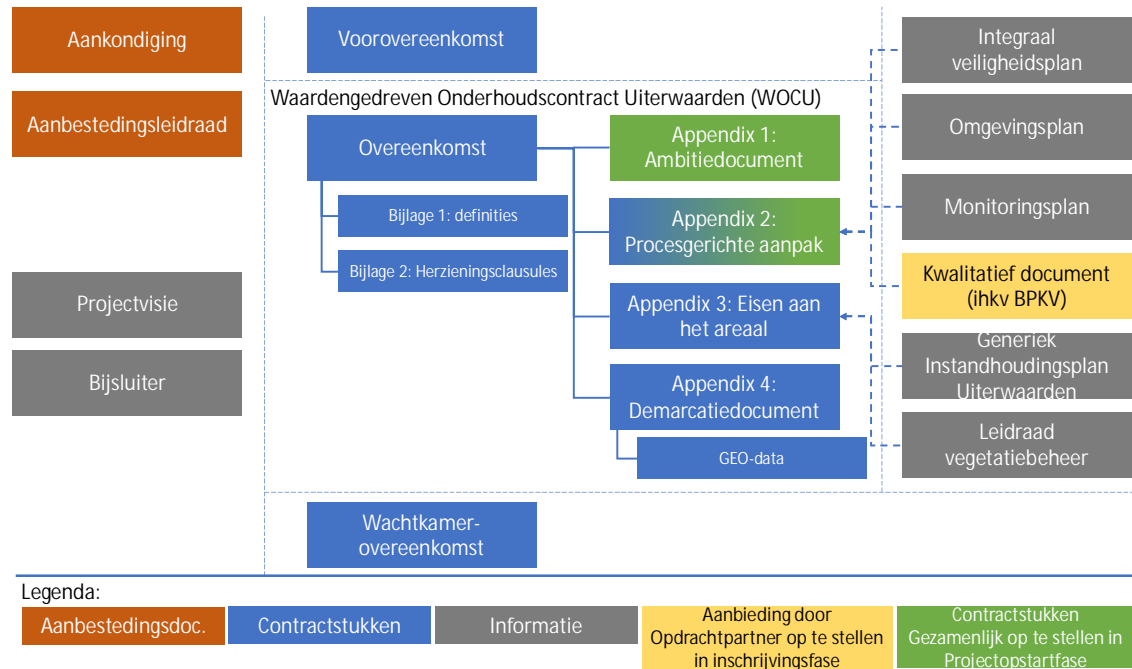 Aankondiging
Aanbestedingsleidraad
Projectvisie
Bijsluiter
Voorovereenkomst
Waardengedreven Onderhoudscontract Uiterwaarden (WOCU)
Overeenkomst
Bijlage 1: definities
Bijlage 2: Herzieningsclausules
Appendix 1:
Ambitiedocument
Appendix 2:
Procesgerichte aanpak
Appendix 3: Eisen aan
het areaal
Appendix 4:
Demarcatiedocument
GEO-data
Wachtkamer-
overeenkomst
Integraal
veiligheidsplan
Omgevingsplan
Monitoringsplan
Kwalitatief document
(ihkv BPKV)
Generiek
Instandhoudingsplan
Uiterwaarden
Leidraad
vegetatiebeheer
Legenda:
Aanbestedingsdoc.
Contractstukken
Informatie
Aanbieding door
Opdrachtpartner op te stellen
in inschrijvingsfase
Contractstukken
Gezamenlijk op te stellen in
Projectopstartfase